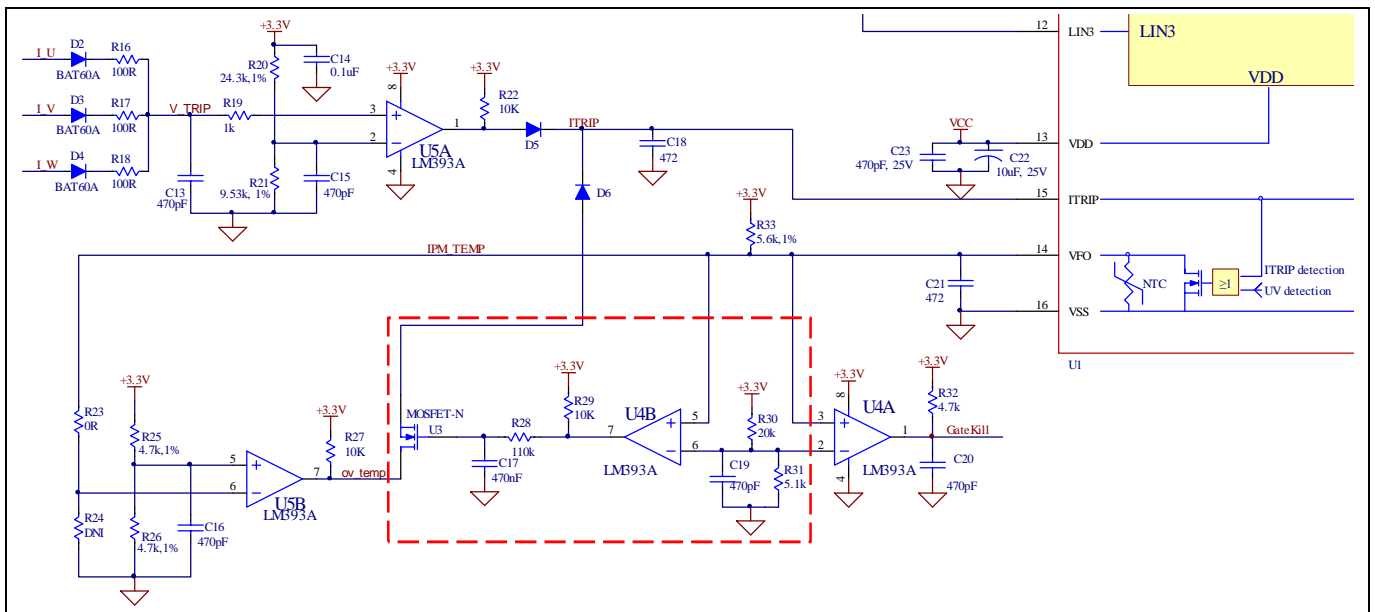 I_U
D2
BAT60A
R16
100R
I_V
D3
BAT60A
R17
100R
I_W
D4
BAT60A
R18
100R
V_TRIP
R19
1k
C13
470pF
+3.3V
R20
24.3k,1%
C14
0.1uF
R21
9.53k, 1%
C15
470pF
+3.3V
8
3
2
1
4
U5A
LM393A
+3.3V
R22
10K
D5
ITRIP
C18
472
D6
12
LIN3
LIN3
VDD
VCC
13
VDD
C23
470pF, 25V
C22
10uF, 25V
15
ITRIP
14
VFO
16
VSS
NTC
≥1
ITRIP detection
UV detection
U1
IPM_TEMP
+3.3V
R33
5.6k,1%
C21
472
R23
0R
R24
DNI
+3.3V
R25
4.7k,1%
R26
4.7k,1%
C16
470pF
5
6
7
U5B
LM393A
+3.3V
R27
10K
ov_temp
MOSFET-N
U3
C17
470nF
R28
110k
+3.3V
R29
10K
7
U4B
5
6
LM393A
+3.3V
R30
20k
C19
470pF
R31
5.1k
+3.3V
8
3
2
1
4
U4A
LM393A
+3.3V
R32
4.7k
GateKill
C20
470pF